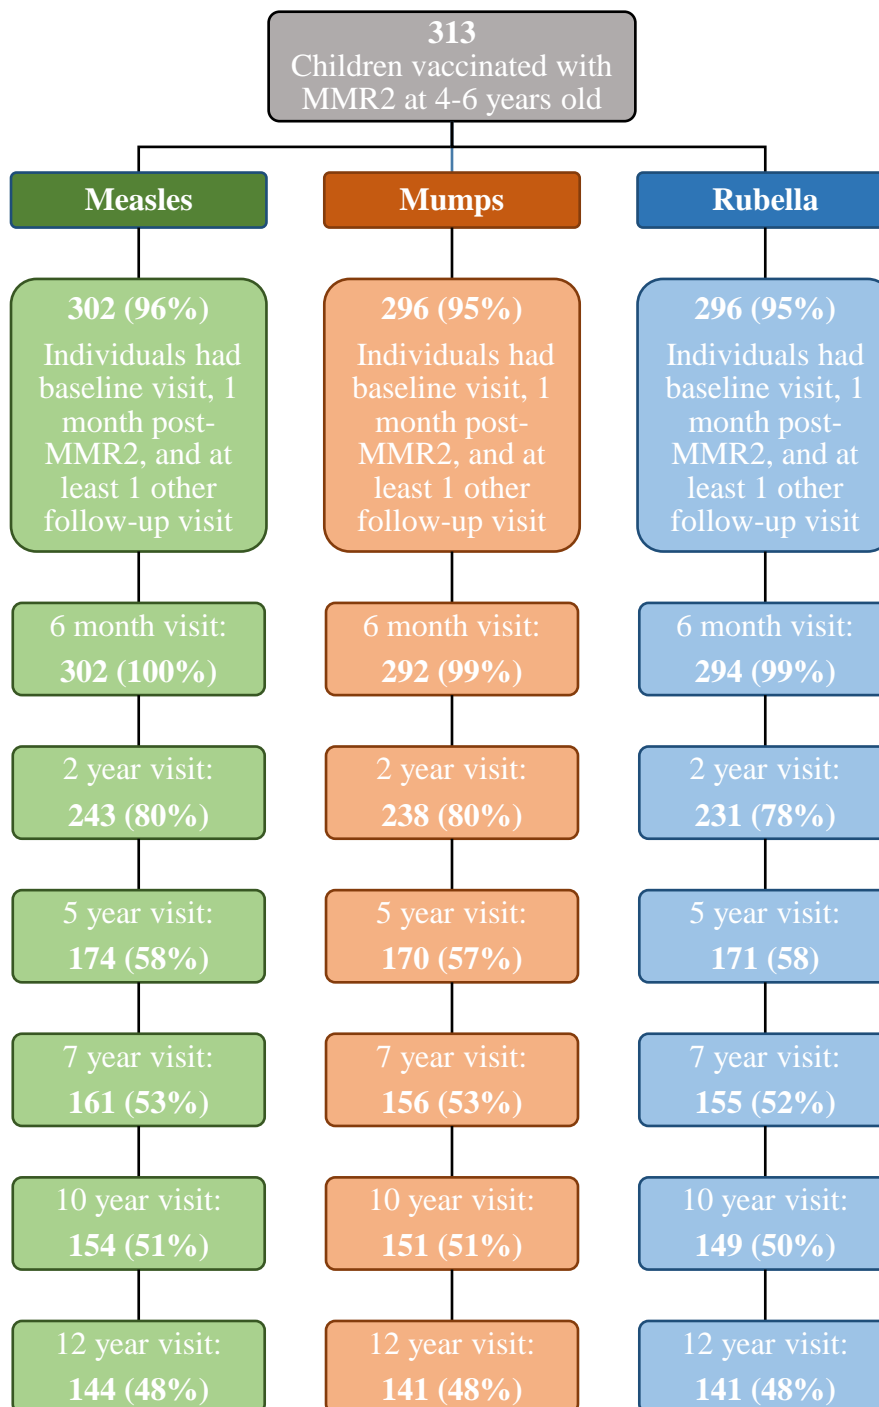 313
Children vaccinated with
MMR2 at 4-6 years old
Measles
Mumps
Rubella
302 (96%)
Individuals had
baseline visit, 1
month post-
MMR2, and at
least 1 other
follow-up visit
296 (95%)
Individuals had
baseline visit, 1
month post-
MMR2, and at
least 1 other
follow-up visit
296 (95%)
Individuals had
baseline visit, 1
month post-
MMR2, and at
least 1 other
follow-up visit
6 month visit:
302 (100%)
6 month visit:
292 (99%)
6 month visit:
294 (99%)
2 year visit:
243 (80%)
2 year visit:
238 (80%)
2 year visit:
231 (78%)
5 year visit:
174 (58%)
5 year visit:
170 (57%)
5 year visit:
171 (58)
7 year visit:
161 (53%)
7 year visit:
156 (53%)
7 year visit:
155 (52%)
10 year visit:
154 (51%)
10 year visit:
151 (51%)
10 year visit:
149 (50%)
12 year visit:
144 (48%)
12 year visit:
141 (48%)
12 year visit:
141 (48%)